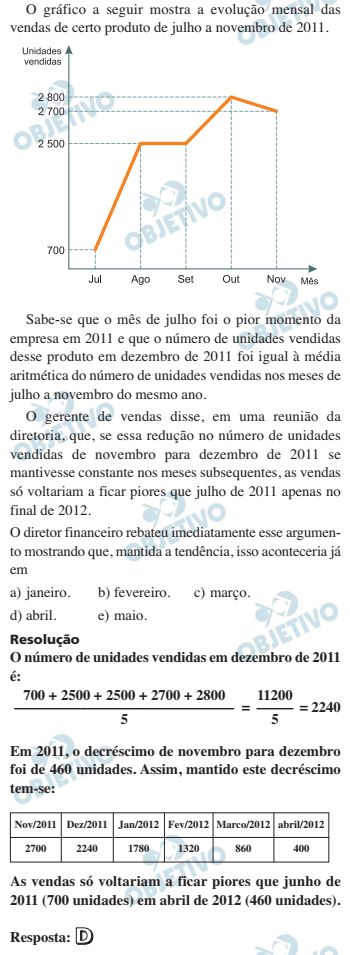 O gráfico a seguir mostra a evolução mensal das
vendas de certo produto de julho a novembro de 2011.
Unidades
vendidas
2 800
2 700
2 500
700
Jul Ago Set Out Nov Mês
Sabe-se que o mês de julho foi o pior momento da
empresa em 2011 e que o número de unidades vendidas
desse produto em dezembro de 2011 foi igual à média
aritmética do número de unidades vendidas nos meses de
julho a novembro do mesmo ano.
O gerente de vendas disse, em uma reunião da
diretoria, que, se essa redução no número de unidades
vendidas de novembro para dezembro de 2011 se
mantivesse constante nos meses subsequentes, as vendas
só voltariam a ficar piores que julho de 2011 apenas no
final de 2012.
O diretor financeiro rebateu imediatamente esse argumen-
to mostrando que, mantida a tendência, isso aconteceria já
em
a) janeiro. b) fevereiro. c) março.
d) abril. e) maio.
Resolução
O número de unidades vendidas em dezembro de 2011
é:
700 + 2500 + 2500 + 2700 + 2800 11200
5 = 5 = 2240
Em 2011, o decréscimo de novembro para dezembro
foi de 460 unidades. Assim, mantido este decréscimo
tem-se:
Nov/2011 Dez/2011 Jan/2012 Fev/2012 Marco/2012 abril/2012
2700 2240 1780 1320 860 400
As vendas só voltariam a ficar piores que junho de
2011 (700 unidades) em abril de 2012 (460 unidades).
Resposta: D
OBJETIVO
OBJETIVO
OBJETIVO
OBJETIVO
OBJETIVO
OBJETIVO
OBJETIVO
OBJETIVO
OBJETIVO